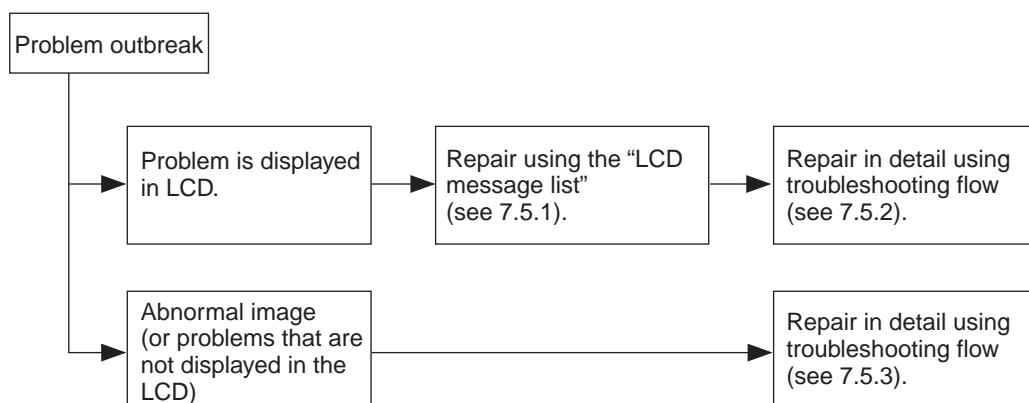 Problem outbreak
Problem is displayed
in LCD.
Repair using the “LCD
message list”
(see 7.5.1).
Repair in detail using
troubleshooting flow
(see 7.5.2).
Abnormal image
(or problems that are
not displayed in the
LCD)
Repair in detail using
troubleshooting flow
(see 7.5.3).